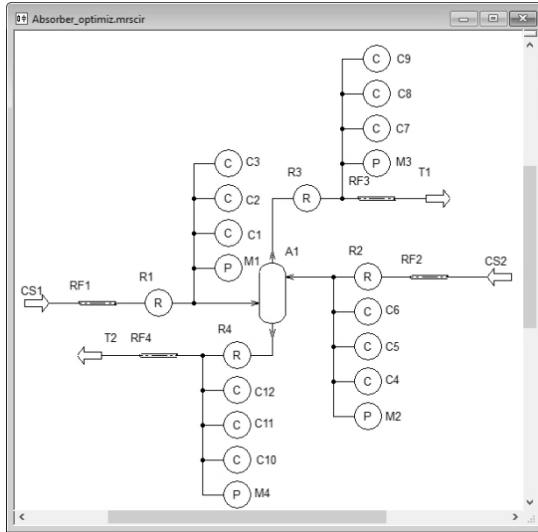 Absorber_optimiz.mrscir
C C9
C C8
C C7
P M3
R3
R
RF3
T1
C C3
C C2
C C1
P M1
A1
CS1
RF1
R1
R
R2
R
RF2
CS2
C C6
C C5
C C4
P M2
T2
RF4
R4
R
C C12
C C11
C C10
P M4